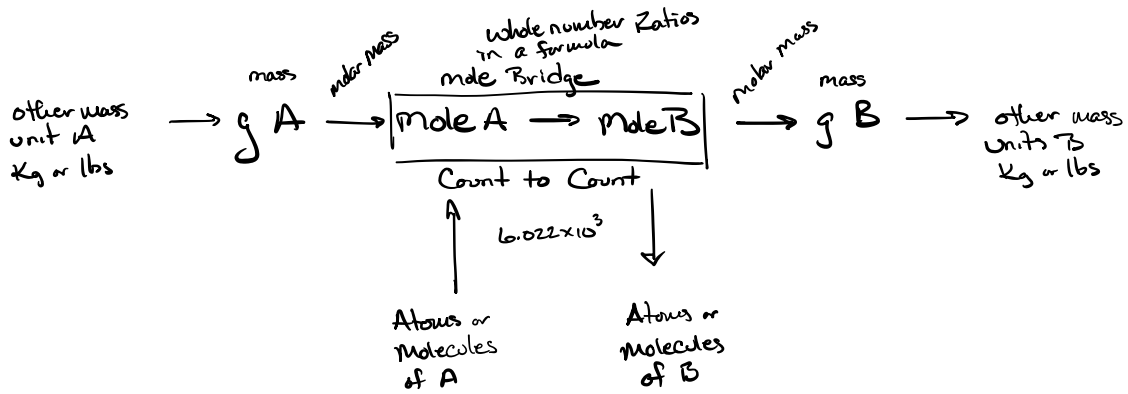 whole number Ratios
in a formula
mole Bridge
mass
molar mass
molar mass
mass
other mass
unit A
Kg or lbs
g A
mole A → mole B
g B
other mass
units B
Kg or lbs
Count to Count
6.022×10³
Atoms or
Molecules
of A
Atoms or
Molecules
of B